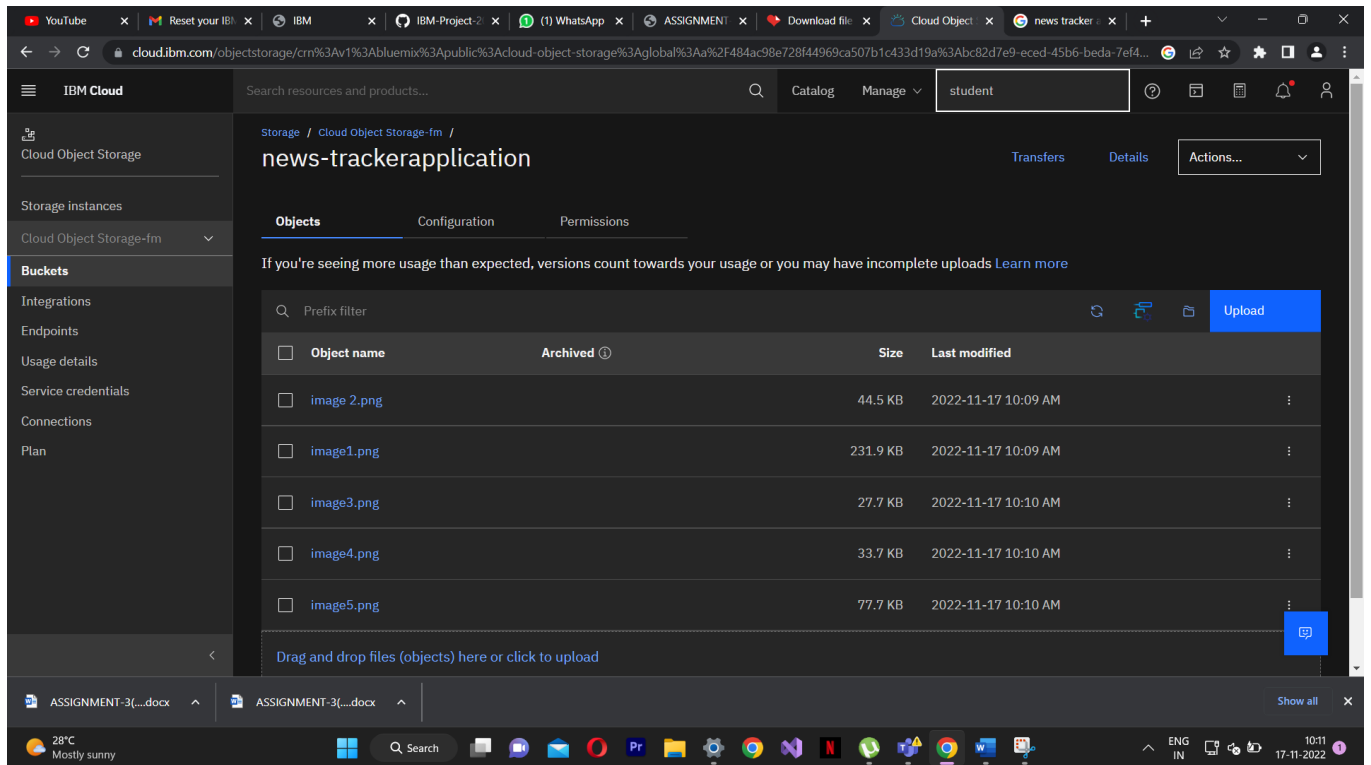 YouTube
Reset your IBM
IBM
IBM-Project-2
(1) WhatsApp
ASSIGNMENT
Download file
Cloud Object
news tracker a
cloud.ibm.com/objectstorage/crn%3Av1%3Abluemix%3Apublic%3Acloud-object-storage%3Aglobal%3Aa%2F484ac98e728f44969ca507b1c433d19a%3Abc82d7e9-eced-45b6-beda-7ef4...
IBM Cloud
Search resources and products...
Catalog
Manage
student
Cloud Object Storage
Storage instances
Cloud Object Storage-fm
Buckets
Integrations
Endpoints
Usage details
Service credentials
Connections
Plan
Storage / Cloud Object Storage-fm /
news-trackerapplication
Transfers
Details
Actions...
Objects
Configuration
Permissions
If you're seeing more usage than expected, versions count towards your usage or you may have incomplete uploads Learn more
Prefix filter
Upload
Object name Archived Size Last modified
image 2.png 44.5 KB 2022-11-17 10:09 AM
image1.png 231.9 KB 2022-11-17 10:09 AM
image3.png 27.7 KB 2022-11-17 10:10 AM
image4.png 33.7 KB 2022-11-17 10:10 AM
image5.png 77.7 KB 2022-11-17 10:10 AM
Drag and drop files (objects) here or click to upload
ASSIGNMENT-3(....docx
ASSIGNMENT-3(....docx
Show all
28°C
Mostly sunny
Search
Pr
N
ENG
IN
10:11
17-11-2022
1